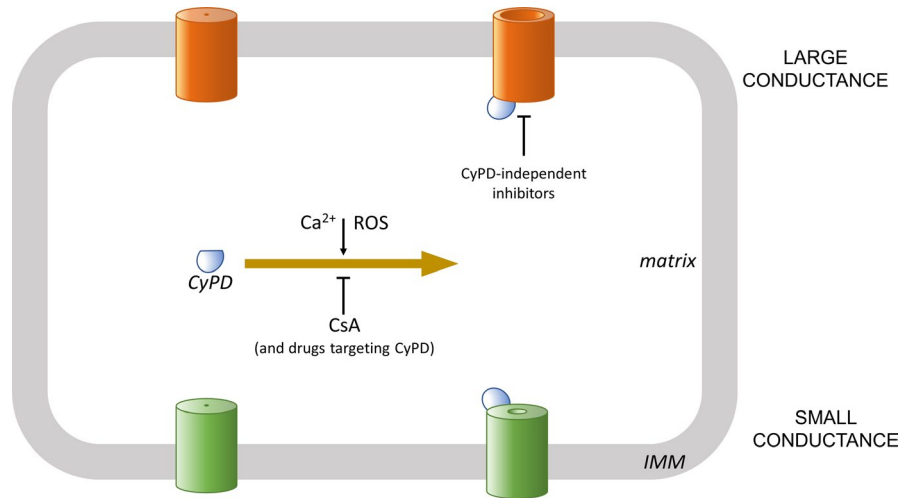 LARGE
CONDUCTANCE
CyPD-independent
inhibitors
Ca²⁺ ROS
CyPD
matrix
CsA
(and drugs targeting CyPD)
SMALL
CONDUCTANCE
IMM